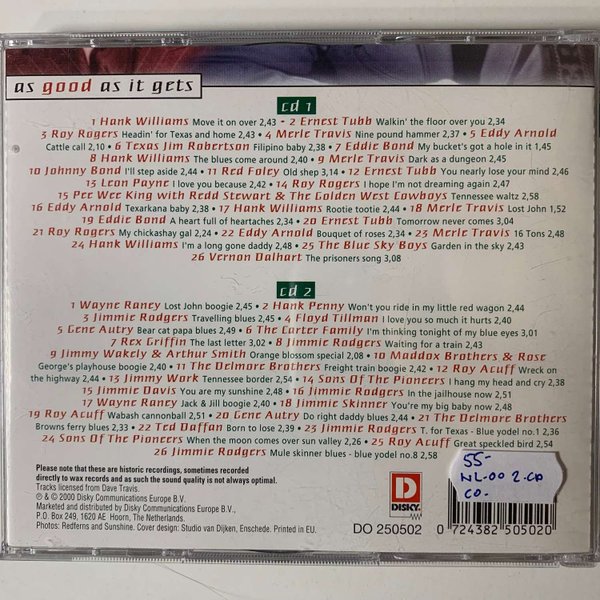 as good as it gets
cd 1
1 Hank Williams Move it on over 2,43 • 2 Ernest Tubb Walkin' the floor over you 2,34
3 Roy Rogers Headin' for Texas and home 2,43 • 4 Merle Travis Nine pound hammer 2,37 • 5 Eddy Arnold
Cattle call 2,10 • 6 Texas Jim Robertson Filipino baby 2,38 • 7 Eddie Bond My bucket's got a hole in it 1,45
8 Hank Williams The blues come around 2,40 • 9 Merle Travis Dark as a dungeon 2,45
10 Johnny Bond I'll step aside 2,44 • 11 Red Foley Old shep 3,14 • 12 Ernest Tubb You nearly lose your mind 2,46
13 Leon Payne I love you because 2,42 • 14 Roy Rogers I hope I'm not dreaming again 2,47
15 Pee Wee King with Redd Stewart & The Golden West Cowboys Tennessee waltz 2,58
16 Eddy Arnold Texarkana baby 2,38 • 17 Hank Williams Rootie tootie 2,44 • 18 Merle Travis Lost John 1,52
19 Eddie Bond A heart full of heartaches 2,34 • 20 Ernest Tubb Tomorrow never comes 3,04
21 Roy Rogers My chickashay gal 2,24 • 22 Eddy Arnold Bouquet of roses 2,34 • 23 Merle Travis 16 Tons 2,48
24 Hank Williams I'm a long gone daddy 2,48 • 25 The Blue Sky Boys Garden in the sky 2,43
26 Vernon Dalhart The prisoners song 3,08
cd 2
1 Wayne Raney Lost John boogie 2,45 • 2 Hank Penny Won't you ride in my little red wagon 2,44
3 Jimmie Rodgers Travelling blues 2,45 • 4 Floyd Tillman I love you so much it hurts 2,40
5 Gene Autry Bear cat papa blues 2,49 • 6 The Carter Family I'm thinking tonight of my blue eyes 3,01
7 Rex Griffin The last letter 3,02 • 8 Jimmie Rodgers Waiting for a train 2,43
9 Jimmy Wakely & Arthur Smith Orange blossom special 2,08 • 10 Maddox Brothers & Rose
George's playhouse boogie 2,40 • 11 The Delmore Brothers Freight train boogie 2,42 • 12 Roy Acuff Wreck on
the highway 2,44 • 13 Jimmy Work Tennessee border 2,54 • 14 Sons Of The Pioneers I hang my head and cry 2,38
15 Jimmie Davis You are my sunshine 2,48 • 16 Jimmie Rodgers In the jailhouse now 2,51
17 Wayne Raney Jack & Jill boogie 1,40 • 18 Jimmie Skinner You're my big baby now 2,48
19 Roy Acuff Wabash cannonball 2,51 • 20 Gene Autry Do right daddy blues 2,44 • 21 The Delmore Brothers
Browns ferry blues 2,33 • 22 Ted Daffan Born to lose 2,39 • 23 Jimmie Rodgers T. for Texas - Blue yodel no.1 2,36
24 Sons Of The Pioneers When the moon comes over sun valley 2,26 • 25 Roy Acuff Great speckled bird 2,54
26 Jimmie Rodgers Mule skinner blues - blue yodel no.8 2,58
Please note that these are historic recordings, sometimes recorded
directly to wax records and as such the sound quality is not always optimal.
Tracks licensed from Dave Travis.
℗ & © 2000 Disky Communications Europe B.V.
Marketed and distributed by Disky Communications Europe B.V.,
P.O. Box 249, 1620 AE Hoorn, The Netherlands.
Photos: Redferns and Sunshine. Cover design: Studio van Dijken, Enschede. Printed in EU.
D
DISKY
DO 250502
0 724382 505020
55-
NL-00 2-CD
CO-